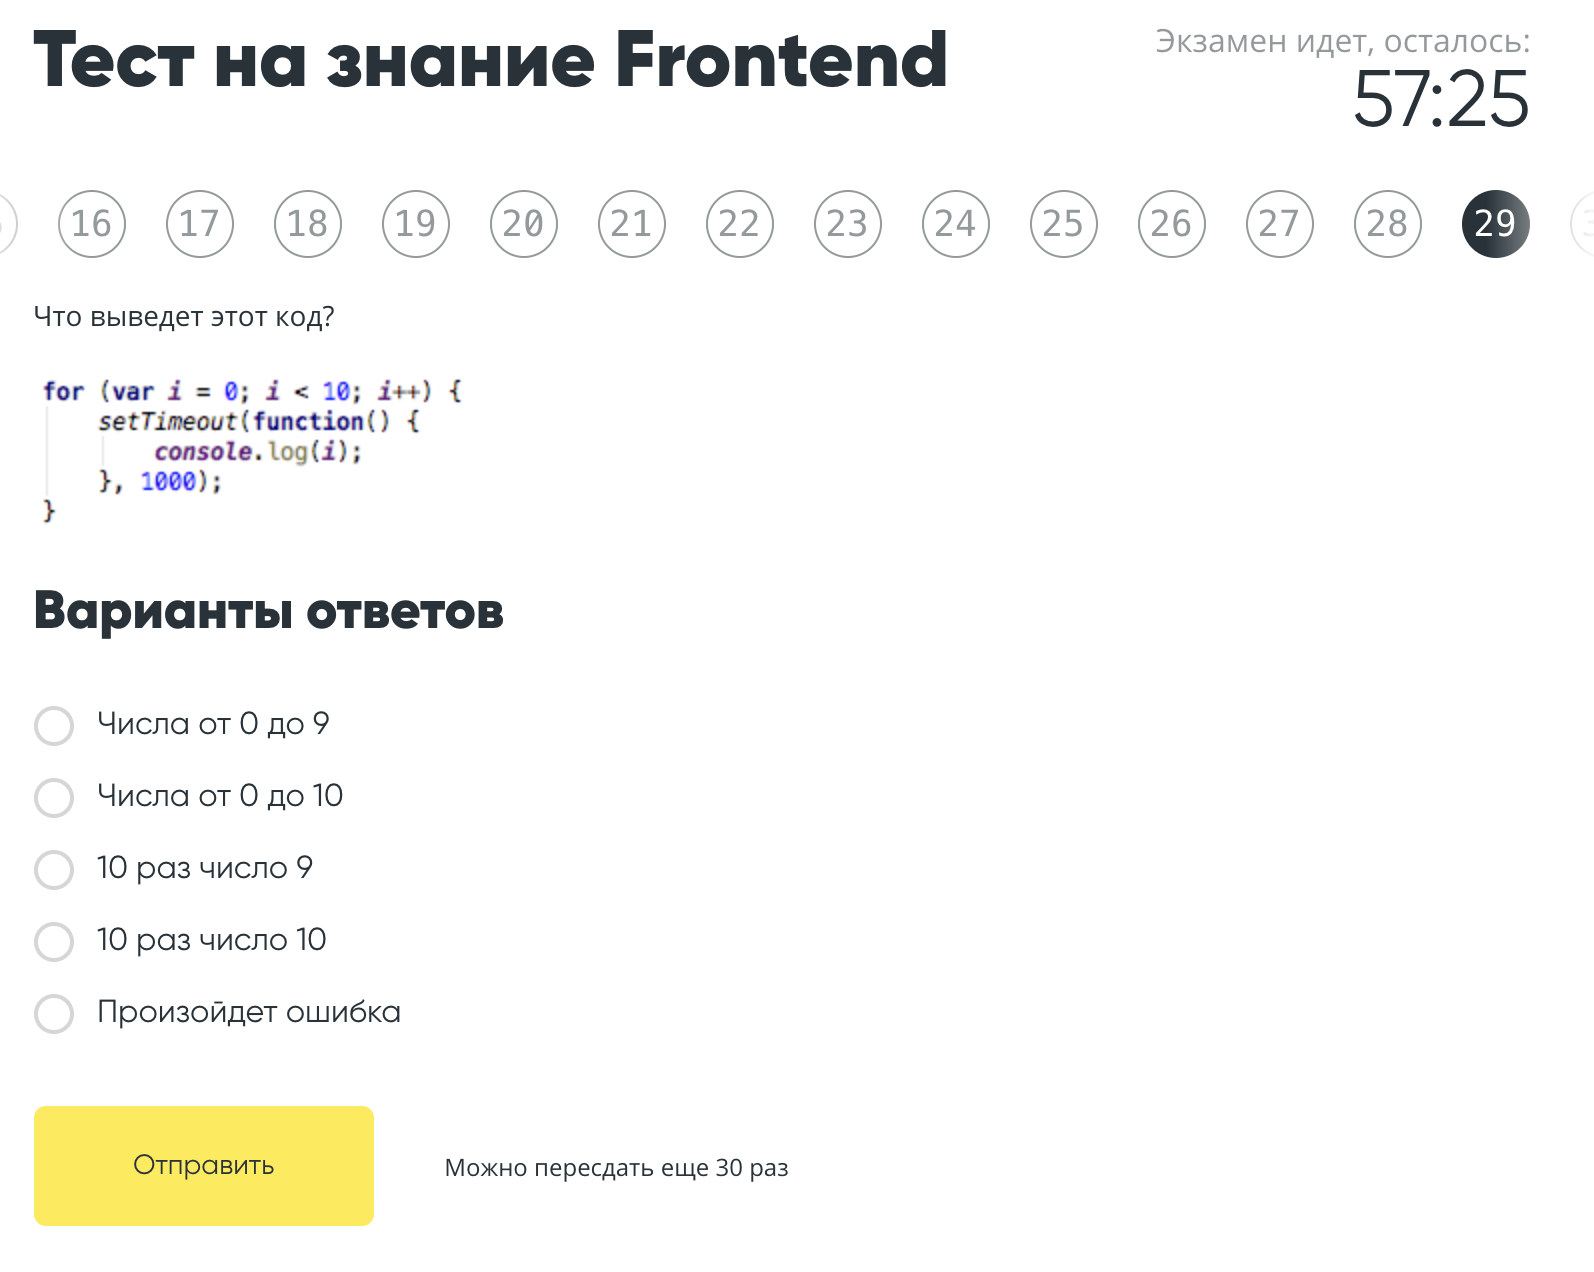 Тест на знание Frontend
Экзамен идет, осталось:
57:25
16 17 18 19 20 21 22 23 24 25 26 27 28 29
Что выведет этот код?
for (var i = 0; i < 10; i++) {
setTimeout(function() {
console.log(i);
}, 1000);
}
Варианты ответов
Числа от 0 до 9
Числа от 0 до 10
10 раз число 9
10 раз число 10
Произойдет ошибка
Отправить
Можно пересдать еще 30 раз